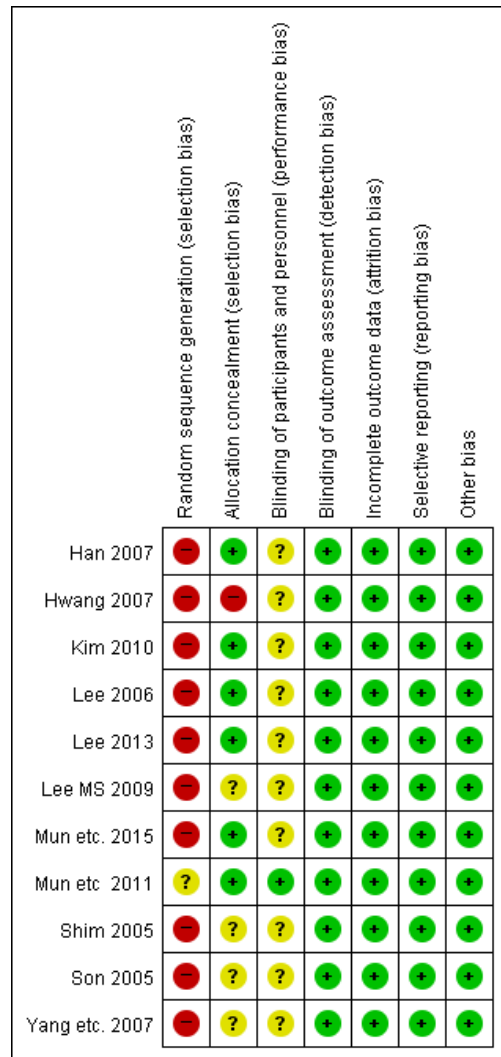 Random sequence generation (selection bias)
Allocation concealment (selection bias)
Blinding of participants and personnel (performance bias)
Blinding of outcome assessment (detection bias)
Incomplete outcome data (attrition bias)
Selective reporting (reporting bias)
Other bias
Han 2007 − + ? + + + +
Hwang 2007 − − ? + + + +
Kim 2010 − + ? + + + +
Lee 2006 − + ? + + + +
Lee 2013 − + ? + + + +
Lee MS 2009 − ? ? + + + +
Mun etc. 2015 − + ? + + + +
Mun etc 2011 ? + + + + + +
Shim 2005 − ? ? + + + +
Son 2005 − ? ? + + + +
Yang etc. 2007 − ? ? + + + +